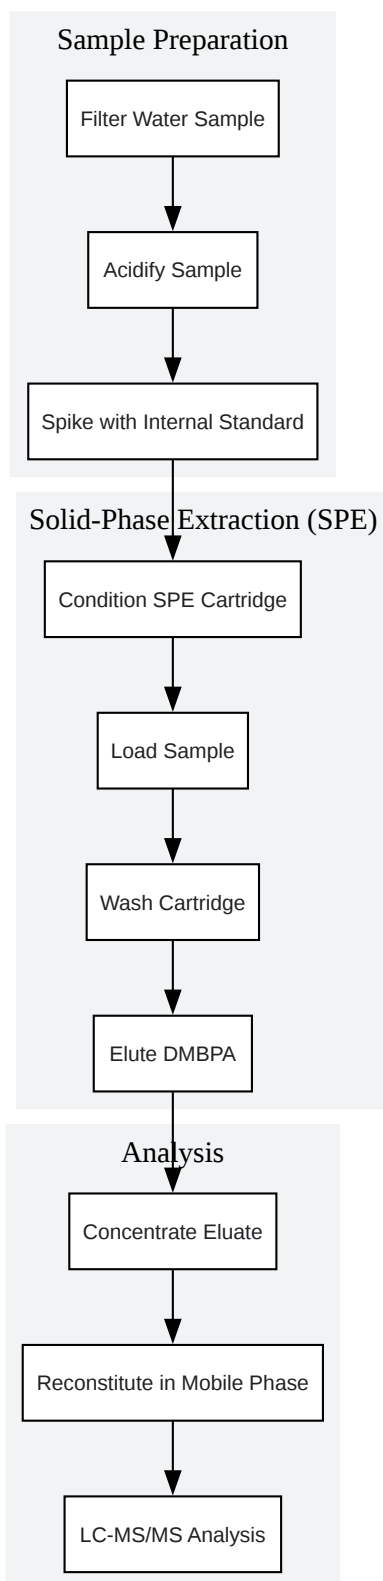 Sample Preparation
Filter Water Sample
Acidify Sample
Spike with Internal Standard
Solid-Phase Extraction (SPE)
Condition SPE Cartridge
Load Sample
Wash Cartridge
Elute DMBPA
Analysis
Concentrate Eluate
Reconstitute in Mobile Phase
LC-MS/MS Analysis